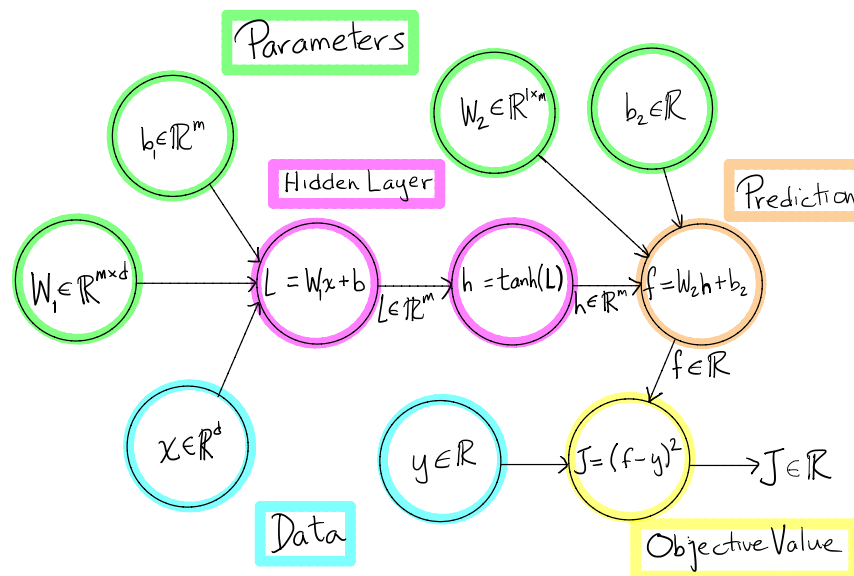 Parameters
b₁∈ℝᵐ
W₂∈ℝ¹ˣᵐ
b₂∈ℝ
Hidden Layer
Prediction
W₁∈ℝᵐˣᵈ
L = W₁x+b
L∈ℝᵐ
h = tanh(L)
h∈ℝᵐ
f=W₂h+b₂
f∈ℝ
x∈ℝᵈ
y∈ℝ
J=(f-y)²
J∈ℝ
Data
Objective Value